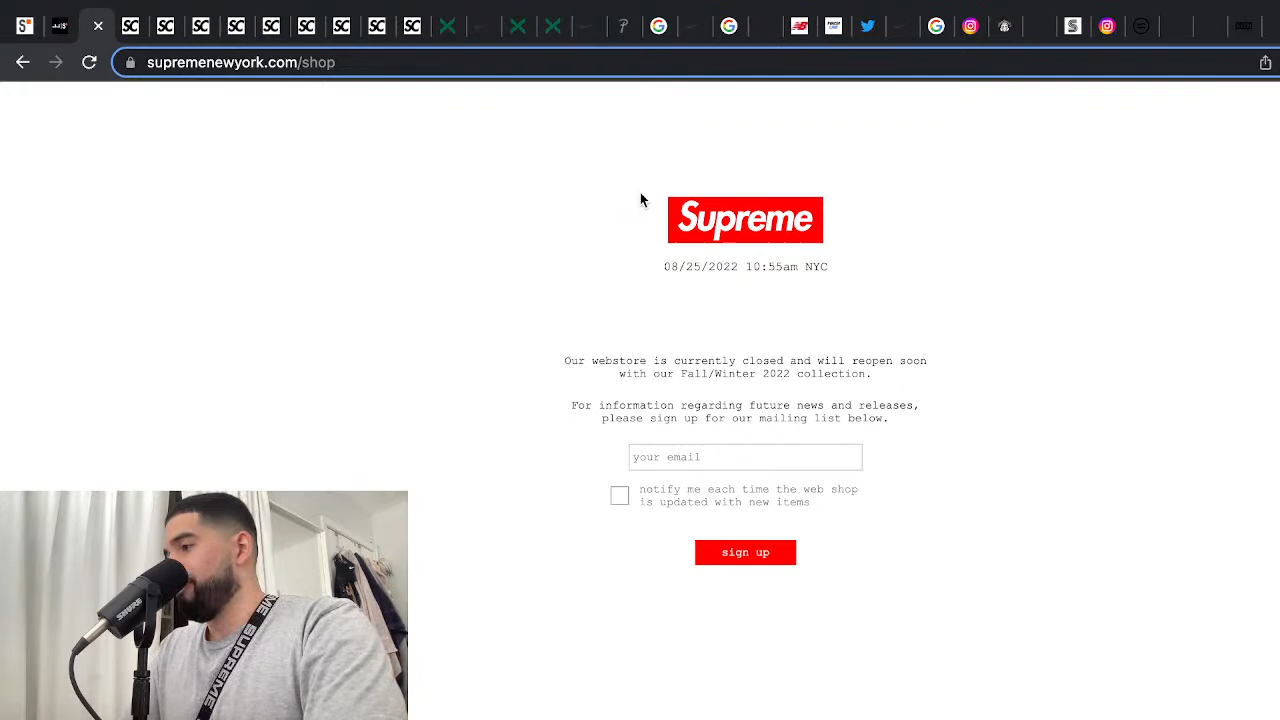 supremenewyork.com/shop
Supreme
08/25/2022 10:55am NYC
Our webstore is currently closed and will reopen soon
with our Fall/Winter 2022 collection.
For information regarding future news and releases,
please sign up for our mailing list below.
your email
notify me each time the web shop
is updated with new items
sign up
SHURE
SUPREME